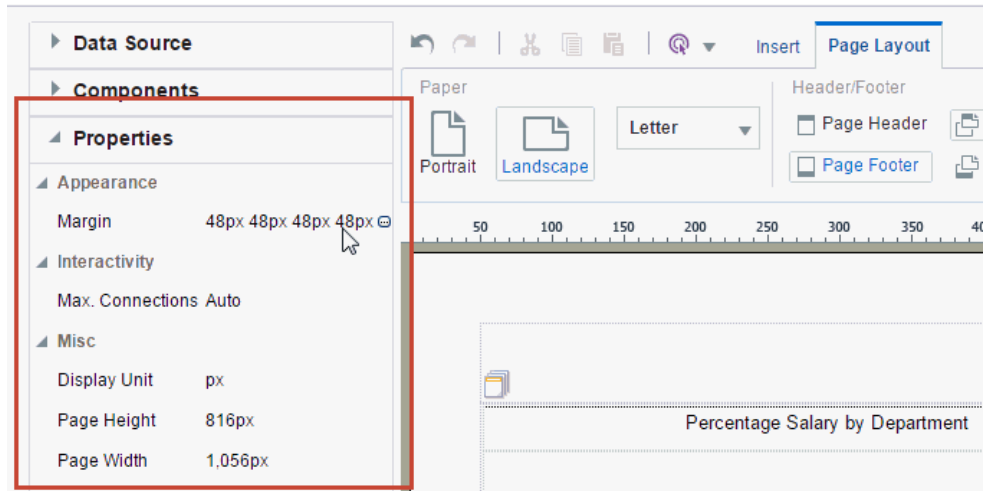 Data Source
Components
Properties
Appearance
Margin 48px 48px 48px 48px
Interactivity
Max. Connections Auto
Misc
Display Unit px
Page Height 816px
Page Width 1,056px
Insert Page Layout
Paper
Portrait
Landscape
Letter
Header/Footer
Page Header
Page Footer
50 100 150 200 250 300 350
Percentage Salary by Department